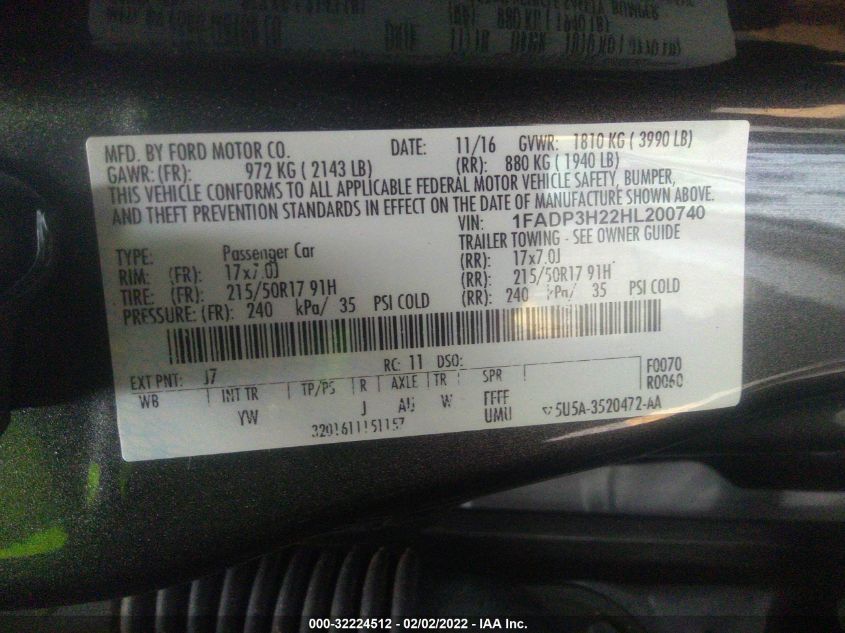 MFD. BY FORD MOTOR CO. DATE: 11/16 GVWR: 1810 KG ( 3990 LB)
GAWR: (FR): 972 KG ( 2143 LB) (RR): 880 KG ( 1940 LB)
THIS VEHICLE CONFORMS TO ALL APPLICABLE FEDERAL MOTOR VEHICLE SAFETY, BUMPER,
AND THEFT PREVENTION STANDARDS IN EFFECT ON THE DATE OF MANUFACTURE SHOWN ABOVE.
VIN: 1FADP3H22HL200740
TYPE: Passenger Car TRAILER TOWING - SEE OWNER GUIDE
RIM: (FR): 17x7.0J (RR): 17x7.0J
TIRE: (FR): 215/50R17 91H (RR): 215/50R17 91H
PRESSURE: (FR): 240 kPa/ 35 PSI COLD (RR): 240 kPa/ 35 PSI COLD
EXT PNT: J7 RC: 11 DSO: F0070
WB INT TR TP/PS R AXLE TR SPR R0060
YW J W FFFF
UMU 5U5A-3520472-AA
3201611151157
000-32224512 - 02/02/2022 - IAA Inc.